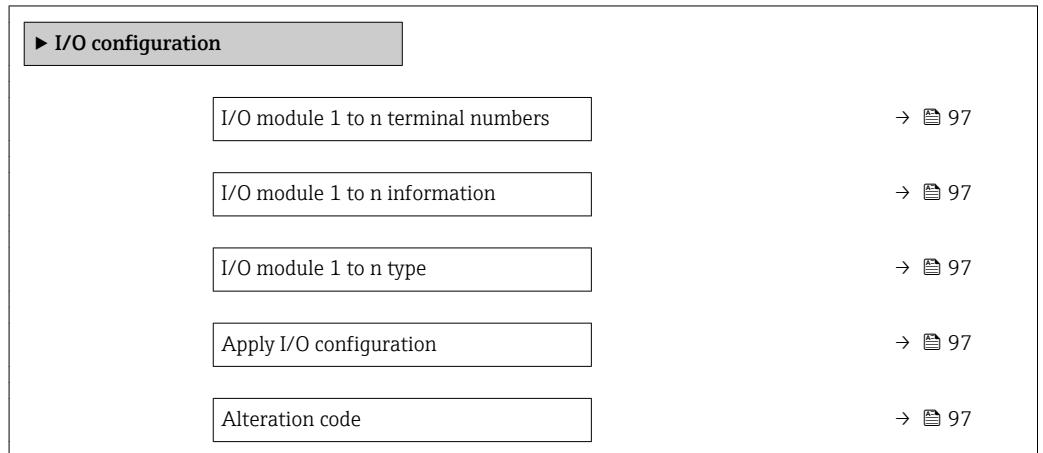 ► I/O configuration
I/O module 1 to n terminal numbers → 97
I/O module 1 to n information → 97
I/O module 1 to n type → 97
Apply I/O configuration → 97
Alteration code → 97